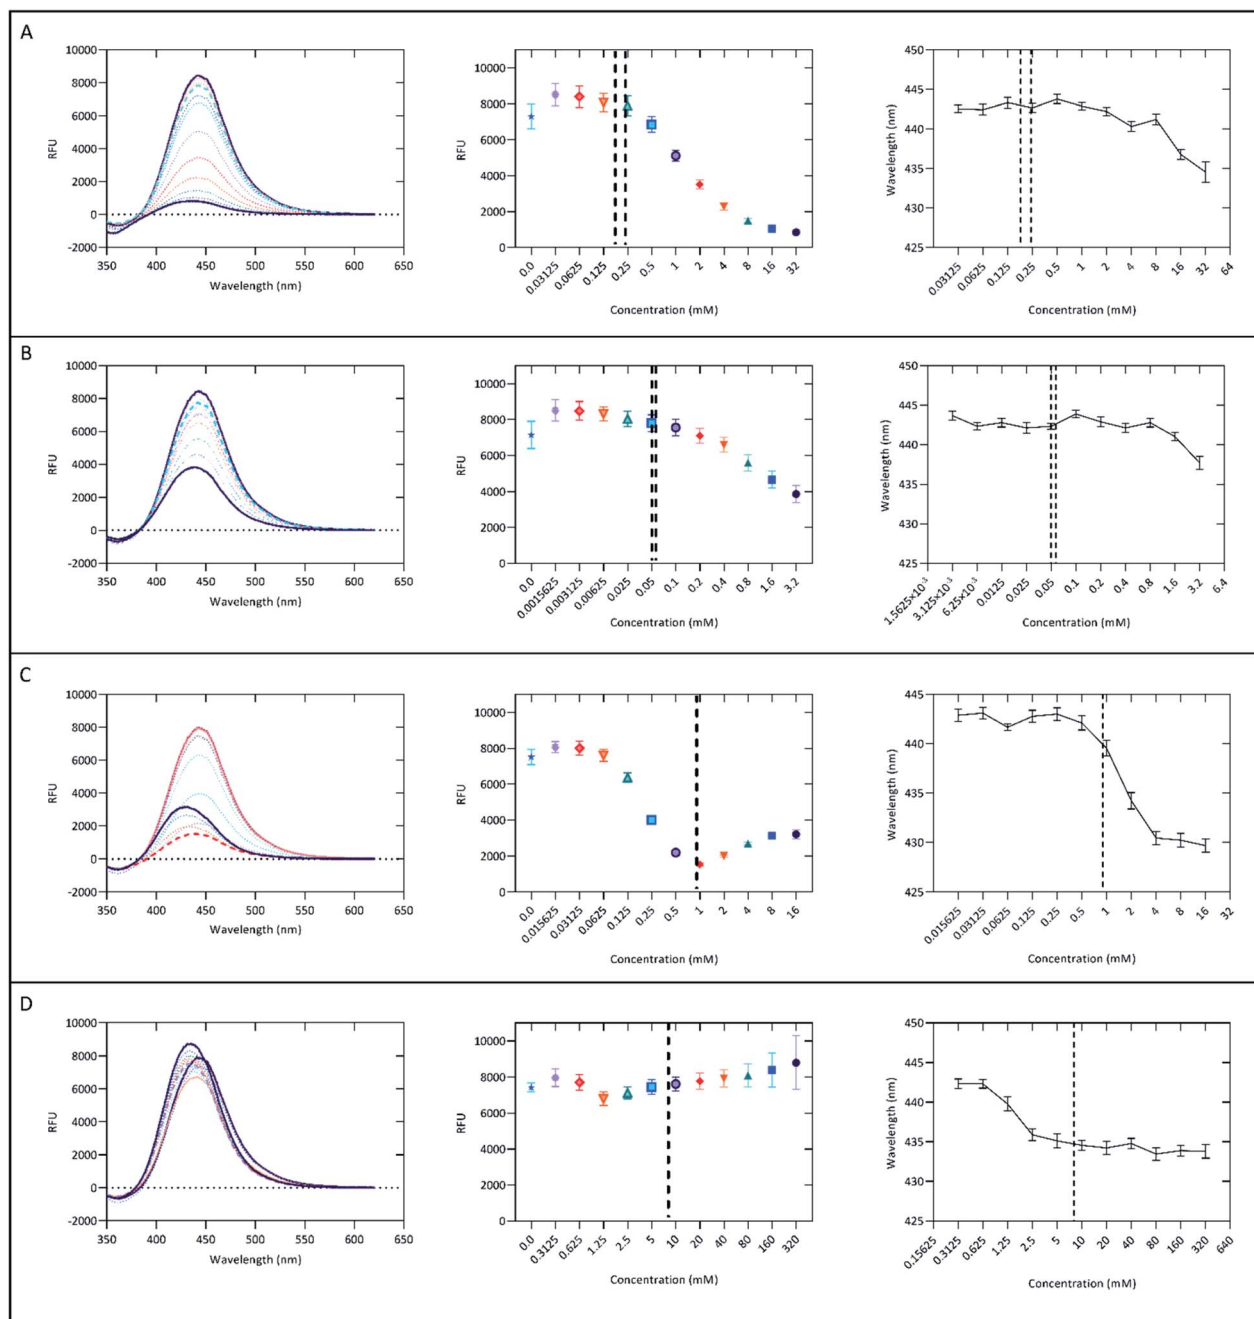 A
10000
8000
6000
4000
2000
0
-2000
350 400 450 500 550 600 650
RFU
Wavelength (nm)
10000
8000
6000
4000
2000
0
RFU
0.0 0.03125 0.0625 0.125 0.25 0.5 1 2 4 8 16 32
Concentration (mM)
450
445
440
435
430
425
Wavelength (nm)
0.03125 0.0625 0.125 0.25 0.5 1 2 4 8 16 32 64
Concentration (mM)
B
10000
8000
6000
4000
2000
0
-2000
350 400 450 500 550 600 650
RFU
Wavelength (nm)
10000
8000
6000
4000
2000
0
RFU
0.0 0.0015625 0.003125 0.00625 0.025 0.05 0.1 0.2 0.4 0.8 1.6 3.2
Concentration (mM)
450
445
440
435
430
425
Wavelength (nm)
1.5625×10⁻³ 3.125×10⁻³ 6.25×10⁻³ 0.0125 0.025 0.05 0.1 0.2 0.4 0.8 1.6 3.2 6.4
Concentration (mM)
C
10000
8000
6000
4000
2000
0
-2000
350 400 450 500 550 600 650
RFU
Wavelength (nm)
10000
8000
6000
4000
2000
0
RFU
0.0 0.015625 0.03125 0.0625 0.125 0.25 0.5 1 2 4 8 16
Concentration (mM)
445
440
435
430
425
Wavelength (nm)
0.015625 0.03125 0.0625 0.125 0.25 0.5 1 2 4 8 16 32
Concentration (mM)
D
10000
8000
6000
4000
2000
0
-2000
350 400 450 500 550 600 650
RFU
Wavelength (nm)
10000
8000
6000
4000
2000
0
RFU
0.0 0.3125 0.625 1.25 2.5 5 10 20 40 80 160 320
Concentration (mM)
450
445
440
435
430
425
Wavelength (nm)
0.15625 0.3125 0.625 1.25 2.5 5 10 20 40 80 160 320 640
Concentration (mM)